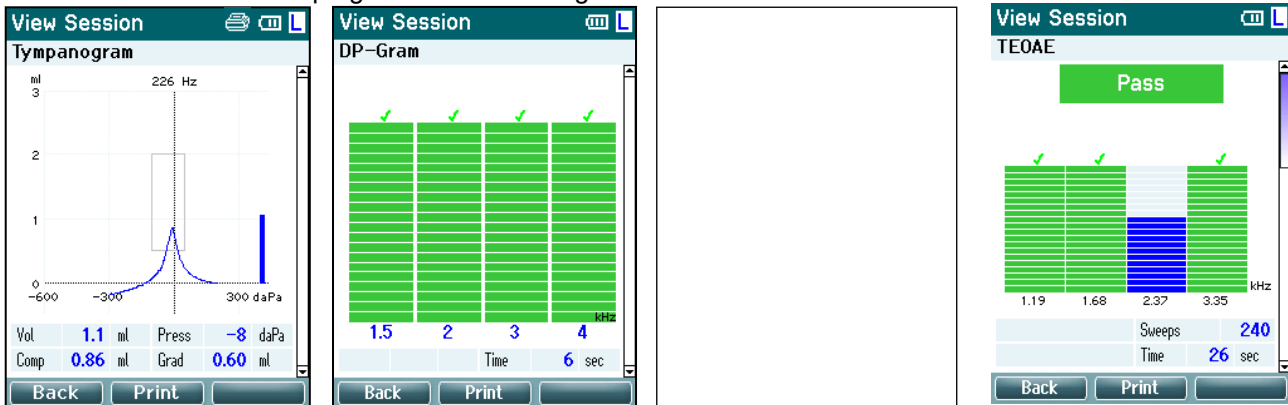 View Session L
Tympanogram
ml 226 Hz
3
2
1
0
-600 -300 300 daPa
Vol 1.1 ml Press -8 daPa
Comp 0.86 ml Grad 0.60 ml
Back Print
View Session L
DP-Gram
kHz
1.5 2 3 4
Time 6 sec
Back Print
View Session L
TEOAE
Pass
kHz
1.19 1.68 2.37 3.35
Sweeps 240
Time 26 sec
Back Print